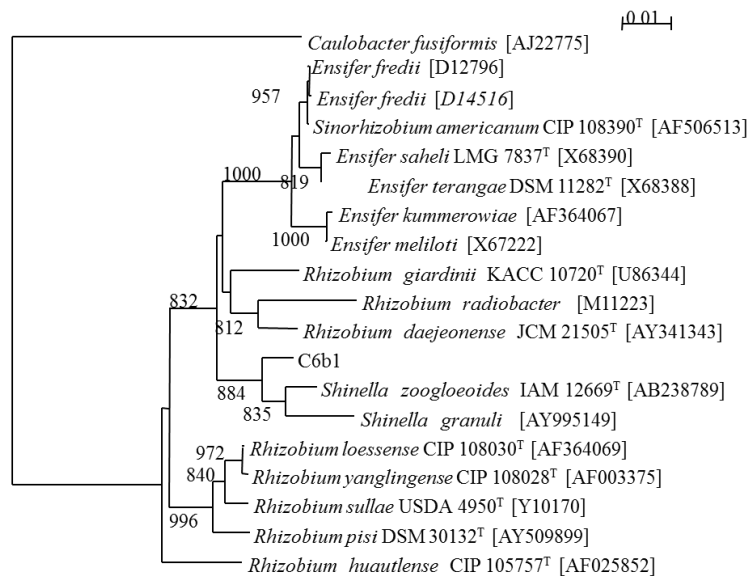 0.01
Caulobacter fusiformis [AJ22775]
Ensifer fredii [D12796]
957
Ensifer fredii [D14516]
Sinorhizobium americanum CIP 108390ᵀ [AF506513]
Ensifer saheli LMG 7837ᵀ [X68390]
1000
819
Ensifer terangae DSM 11282ᵀ [X68388]
Ensifer kummerowiae [AF364067]
1000
Ensifer meliloti [X67222]
Rhizobium giardinii KACC 10720ᵀ [U86344]
832
Rhizobium radiobacter [M11223]
812
Rhizobium daejeonense JCM 21505ᵀ [AY341343]
C6b1
884
Shinella zoogloeoides IAM 12669ᵀ [AB238789]
835
Shinella granuli [AY995149]
972
Rhizobium loessense CIP 108030ᵀ [AF364069]
840
Rhizobium yanglingense CIP 108028ᵀ [AF003375]
Rhizobium sullae USDA 4950ᵀ [Y10170]
996
Rhizobium pisi DSM 30132ᵀ [AY509899]
Rhizobium huautlense CIP 105757ᵀ [AF025852]